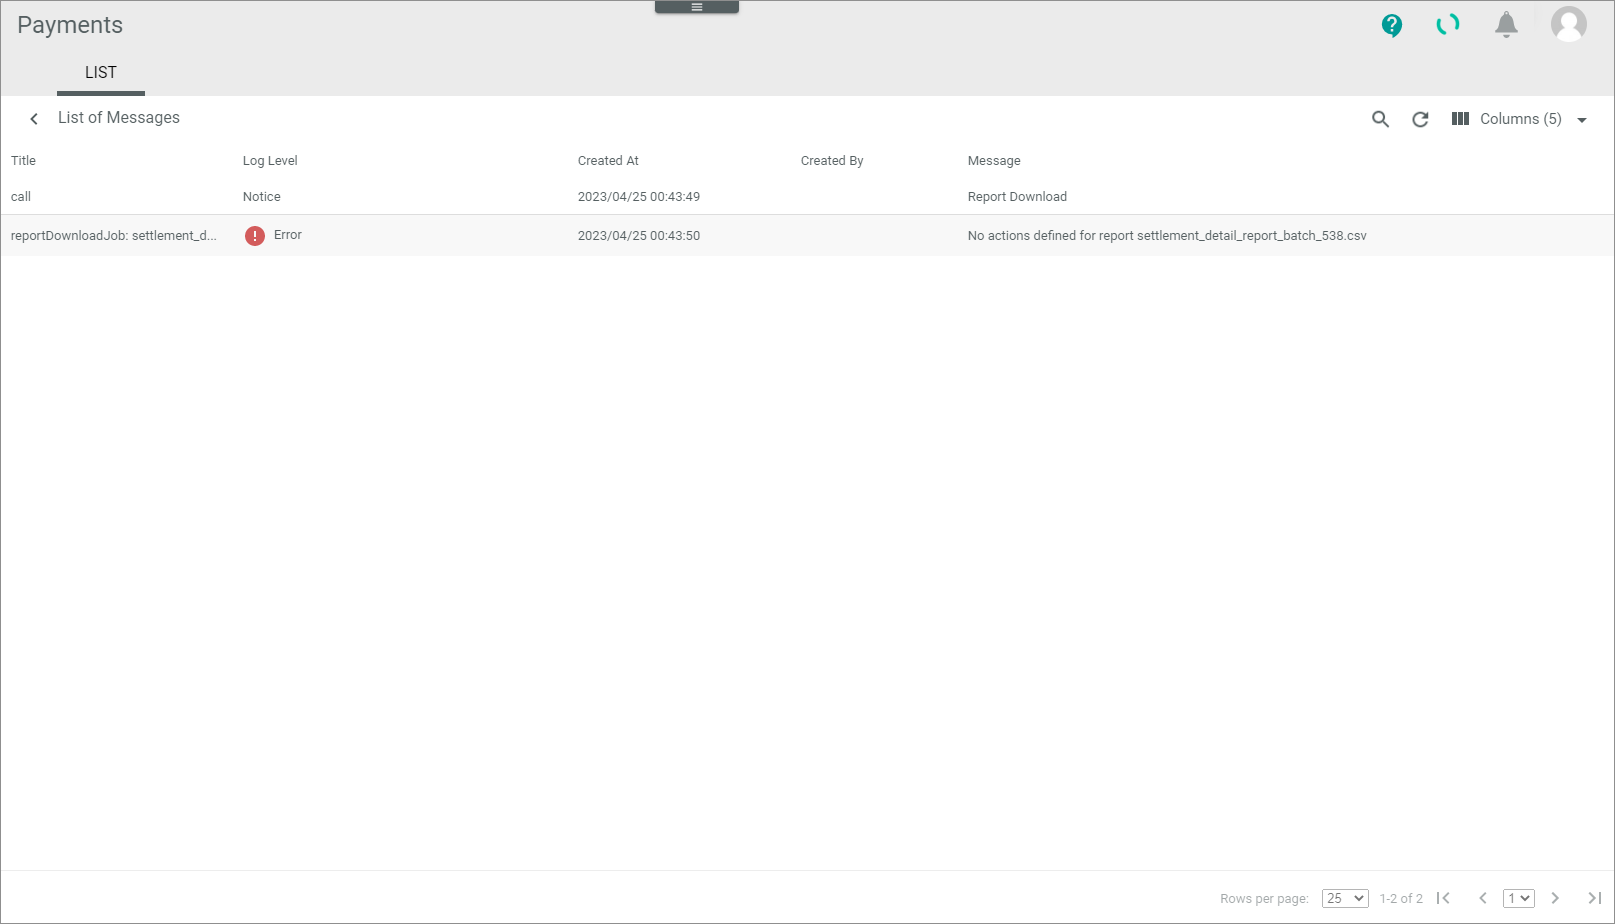 Payments
LIST
List of Messages
Columns (5)
Title Log Level Created At Created By Message
call Notice 2023/04/25 00:43:49 Report Download
reportDownloadJob: settlement_d... Error 2023/04/25 00:43:50 No actions defined for report settlement_detail_report_batch_538.csv
Rows per page: 25 1-2 of 2 1